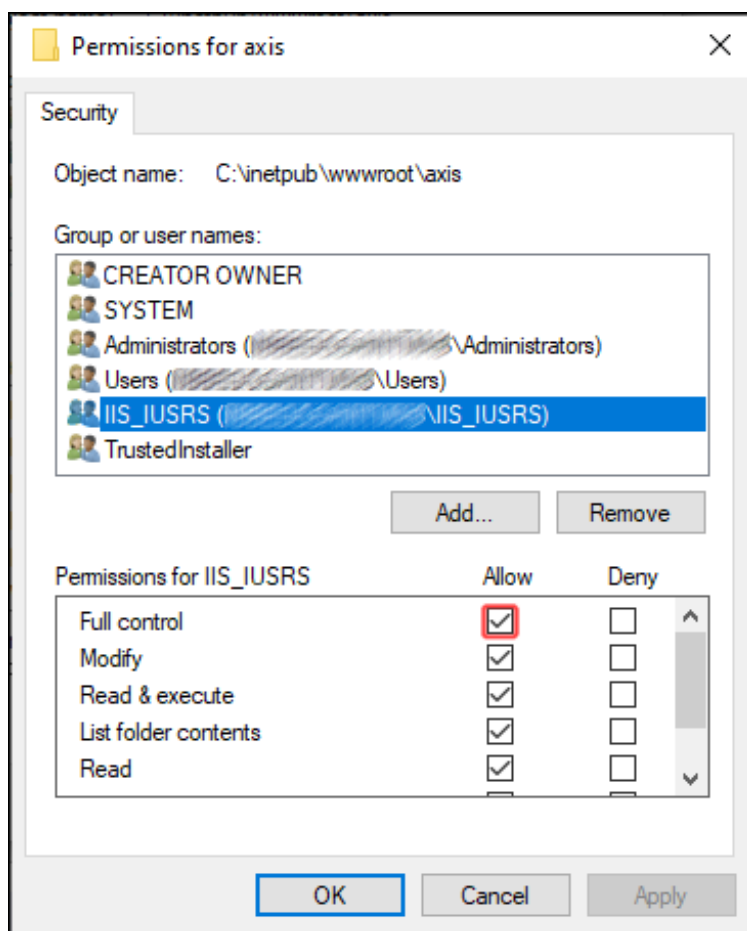 Permissions for axis
Security
Object name: C:\inetpub\wwwroot\axis
Group or user names:
CREATOR OWNER
SYSTEM
Administrators (\Administrators)
Users (\Users)
IIS_IUSRS (\IIS_IUSRS)
TrustedInstaller
Add... Remove
Permissions for IIS_IUSRS Allow Deny
Full control
Modify
Read & execute
List folder contents
Read
OK Cancel Apply